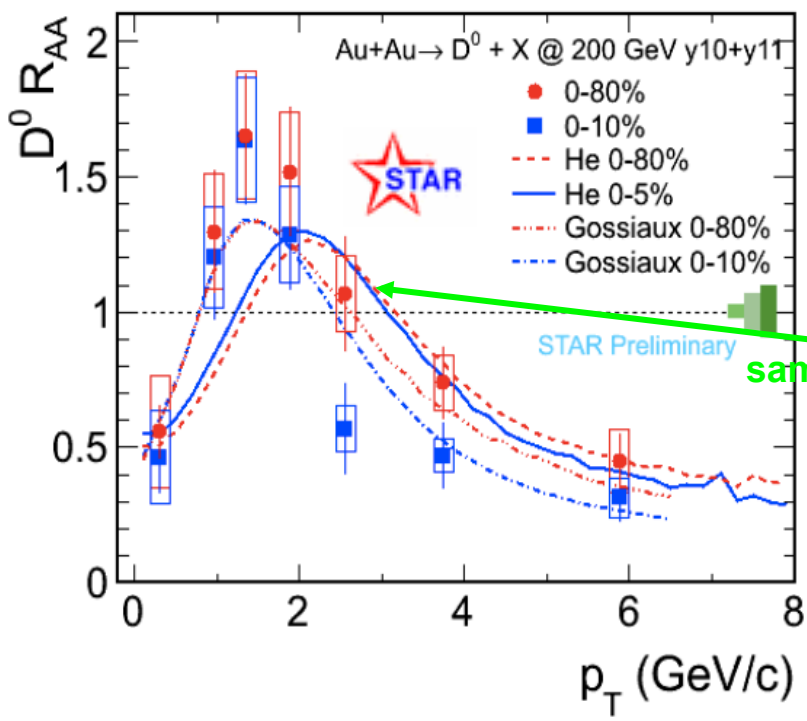 Au+Au→ D⁰ + X @ 200 GeV y10+y11
0-80%
0-10%
He 0-80%
He 0-5%
Gossiaux 0-80%
Gossiaux 0-10%
STAR
STAR Preliminary
D⁰ R_AA
2
1.5
1
0.5
0
0 2 4 6 8
p_T (GeV/c)